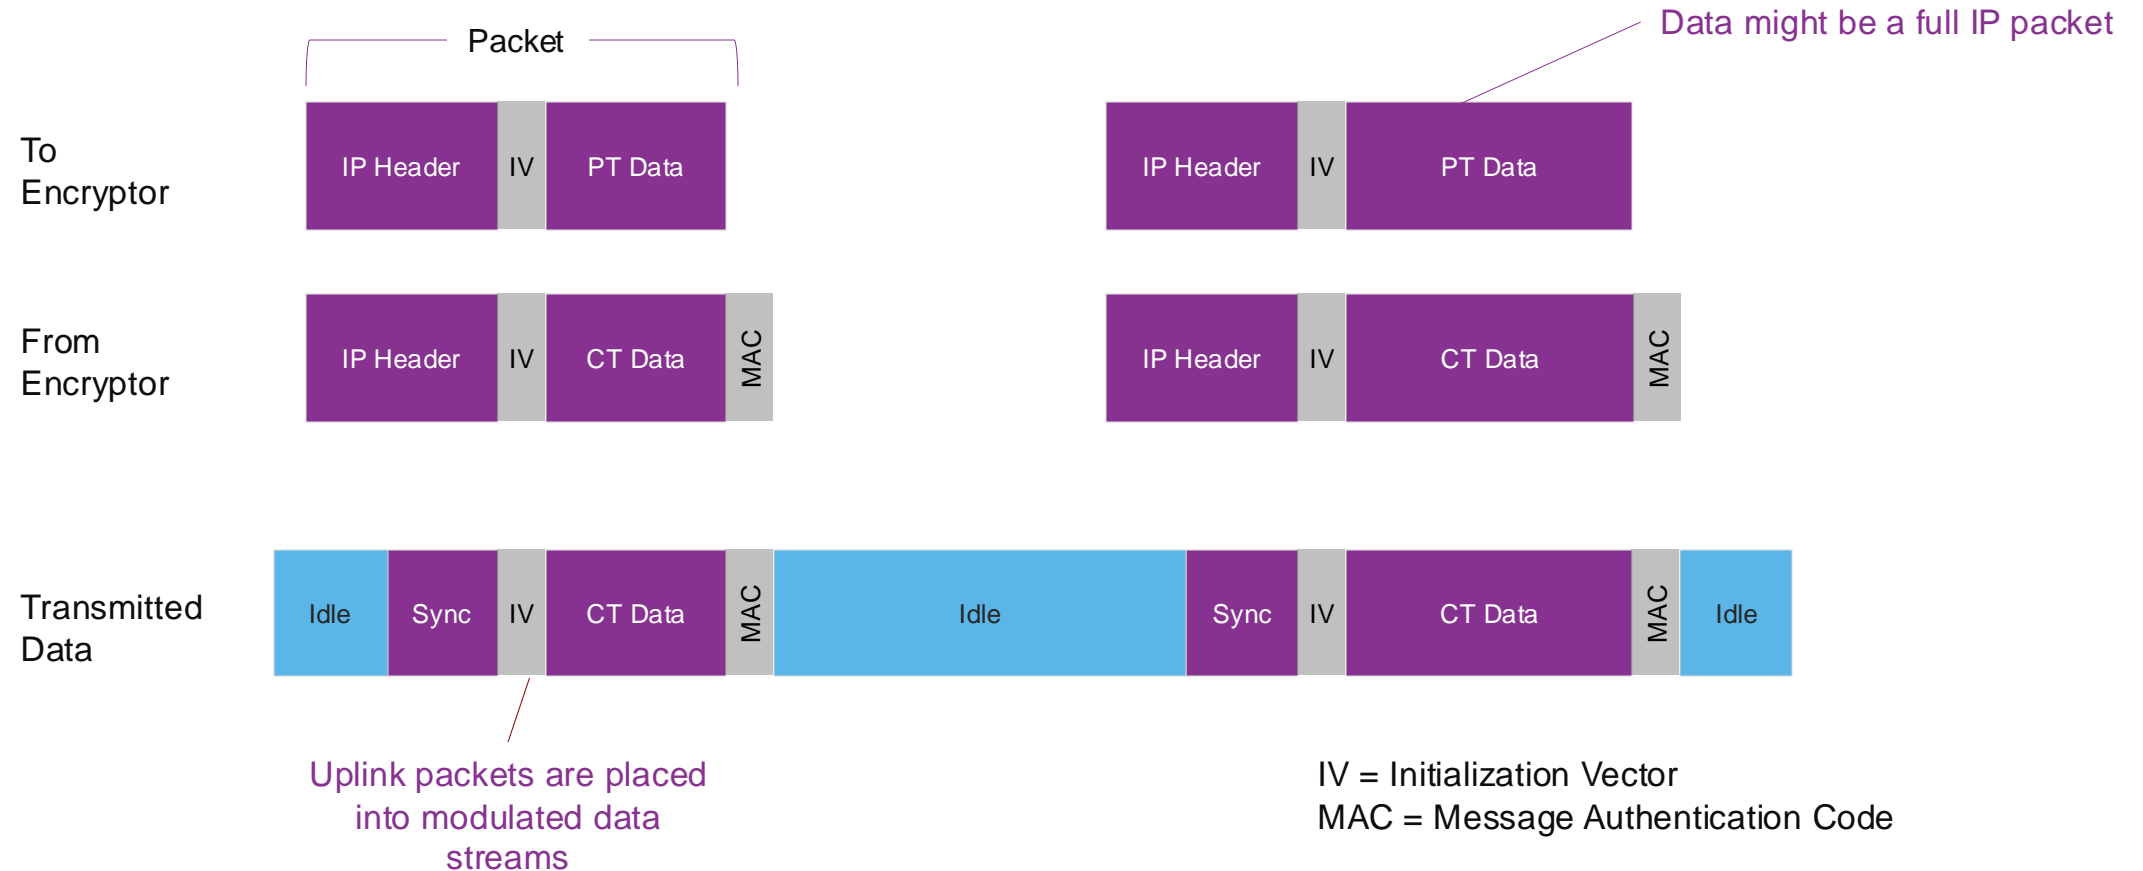 Data might be a full IP packet
Packet
To
Encryptor
IP Header IV PT Data
IP Header IV PT Data
From
Encryptor
IP Header IV CT Data MAC
IP Header IV CT Data MAC
Transmitted
Data
Idle Sync IV CT Data MAC Idle Sync IV CT Data MAC Idle
Uplink packets are placed
into modulated data
streams
IV = Initialization Vector
MAC = Message Authentication Code